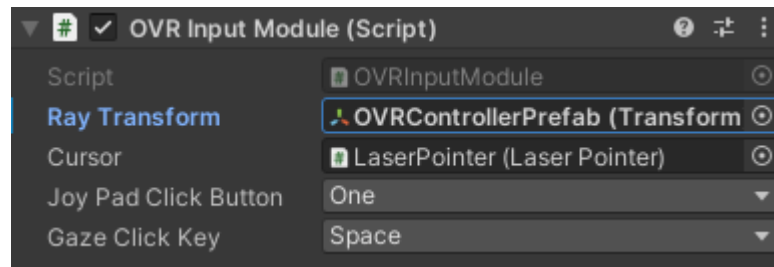 OVR Input Module (Script)
Script OVRInputModule
Ray Transform OVRControllerPrefab (Transform
Cursor LaserPointer (Laser Pointer)
Joy Pad Click Button One
Gaze Click Key Space